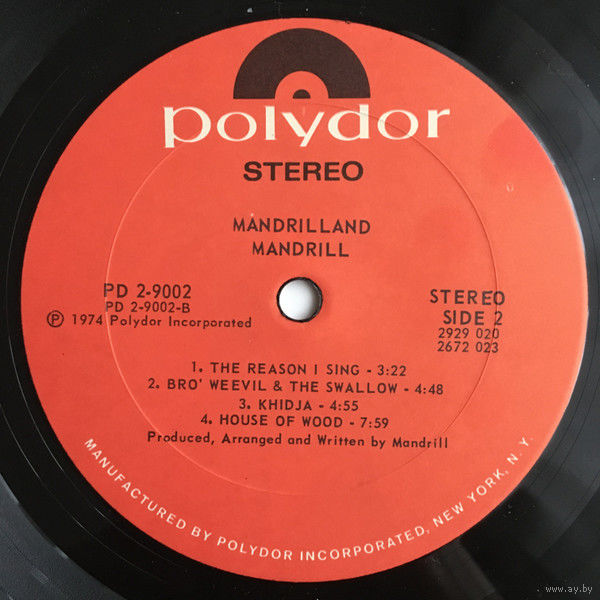 polydor
STEREO
MANDRILLAND
MANDRILL
PD 2-9002
PD 2-9002-B
Ⓟ 1974 Polydor Incorporated
STEREO
SIDE 2
2929 020
2672 023
1. THE REASON I SING - 3:22
2. BRO' WEEVIL & THE SWALLOW - 4:48
3. KHIDJA - 4:55
4. HOUSE OF WOOD - 7:59
Produced, Arranged and Written by Mandrill
MANUFACTURED BY POLYDOR INCORPORATED, NEW YORK, N. Y.
www.ay.by